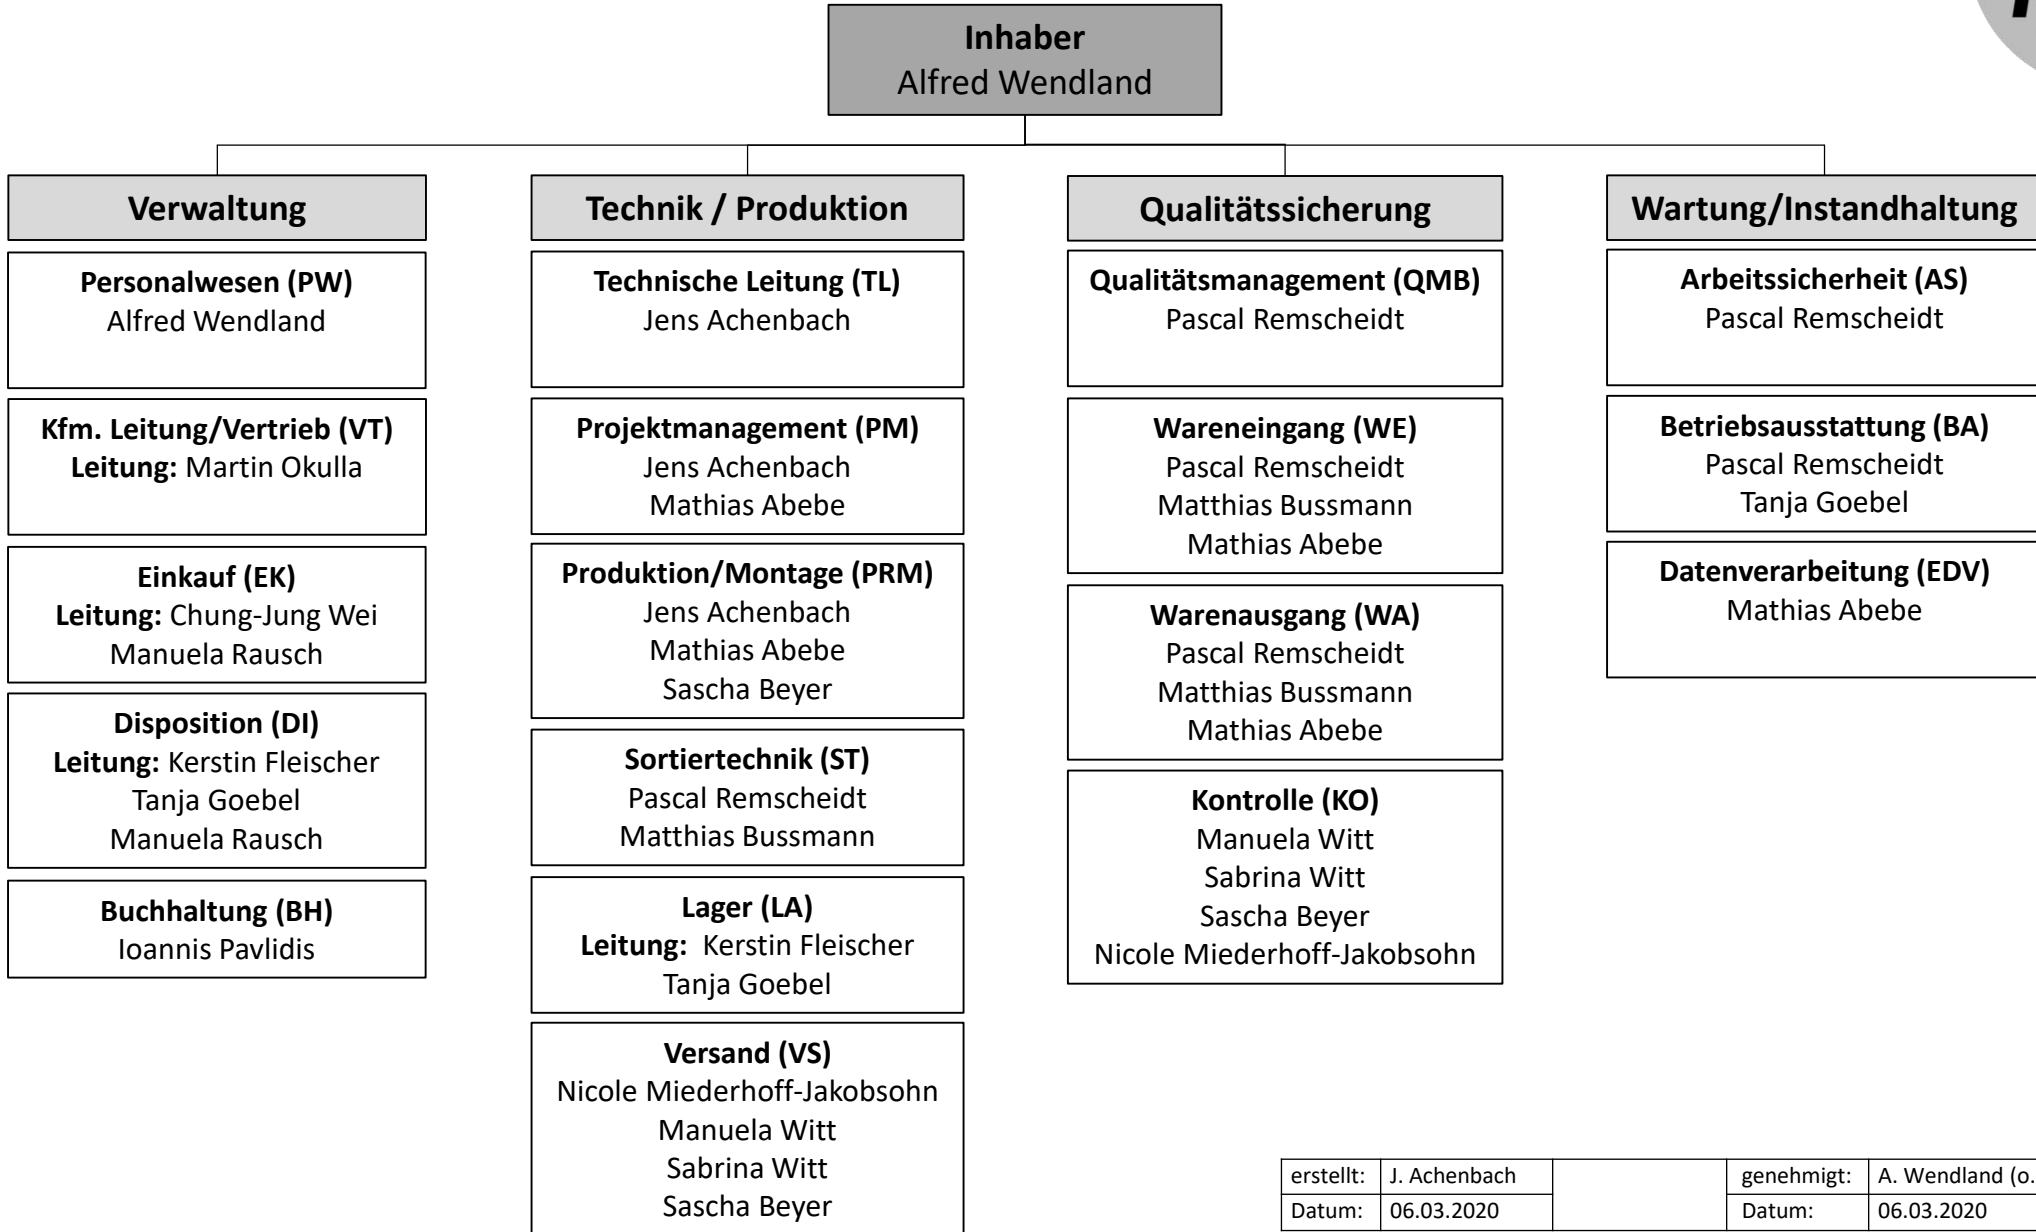 Inhaber
Alfred Wendland
Verwaltung
Personalwesen (PW)
Alfred Wendland
Kfm. Leitung/Vertrieb (VT)
Leitung: Martin Okulla
Einkauf (EK)
Leitung: Chung-Jung Wei
Manuela Rausch
Disposition (DI)
Leitung: Kerstin Fleischer
Tanja Goebel
Manuela Rausch
Buchhaltung (BH)
Ioannis Pavlidis
Technik / Produktion
Technische Leitung (TL)
Jens Achenbach
Projektmanagement (PM)
Jens Achenbach
Mathias Abebe
Produktion/Montage (PRM)
Jens Achenbach
Mathias Abebe
Sascha Beyer
Sortiertechnik (ST)
Pascal Remscheidt
Matthias Bussmann
Lager (LA)
Leitung: Kerstin Fleischer
Tanja Goebel
Versand (VS)
Nicole Miederhoff-Jakobsohn
Manuela Witt
Sabrina Witt
Sascha Beyer
Qualitätssicherung
Qualitätsmanagement (QMB)
Pascal Remscheidt
Wareneingang (WE)
Pascal Remscheidt
Matthias Bussmann
Mathias Abebe
Warenausgang (WA)
Pascal Remscheidt
Matthias Bussmann
Mathias Abebe
Kontrolle (KO)
Manuela Witt
Sabrina Witt
Sascha Beyer
Nicole Miederhoff-Jakobsohn
Wartung/Instandhaltung
Arbeitssicherheit (AS)
Pascal Remscheidt
Betriebsausstattung (BA)
Pascal Remscheidt
Tanja Goebel
Datenverarbeitung (EDV)
Mathias Abebe
erstellt: J. Achenbach genehmigt: A. Wendland (o.
Datum: 06.03.2020 Datum: 06.03.2020